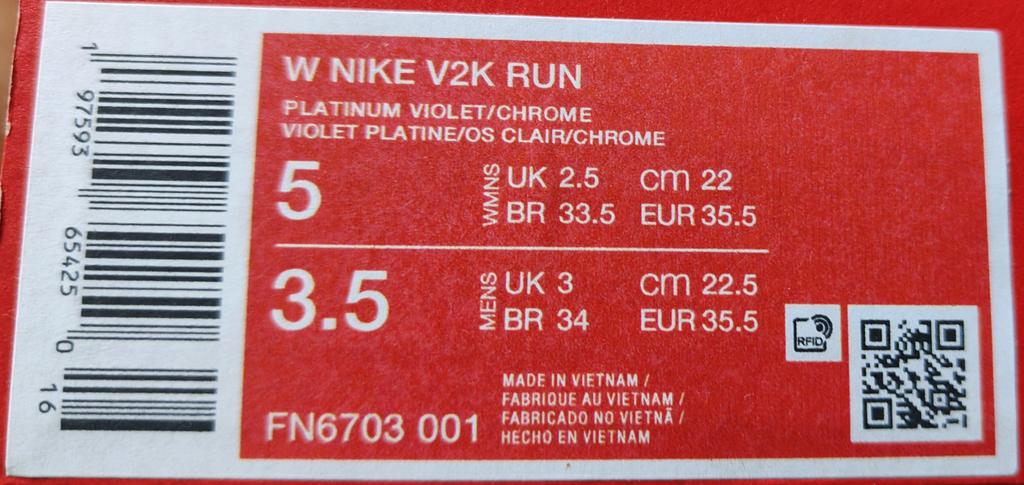 W NIKE V2K RUN
PLATINUM VIOLET/CHROME
VIOLET PLATINE/OS CLAIR/CHROME
5
WMNS
UK 2.5 cm 22
BR 33.5 EUR 35.5
3.5
MENS
UK 3 cm 22.5
BR 34 EUR 35.5
RFID
MADE IN VIETNAM /
FABRIQUE AU VIETNAM /
FABRICADO NO VIETNÃ /
HECHO EN VIETNAM
FN6703 001
1 97593 65425 0 16